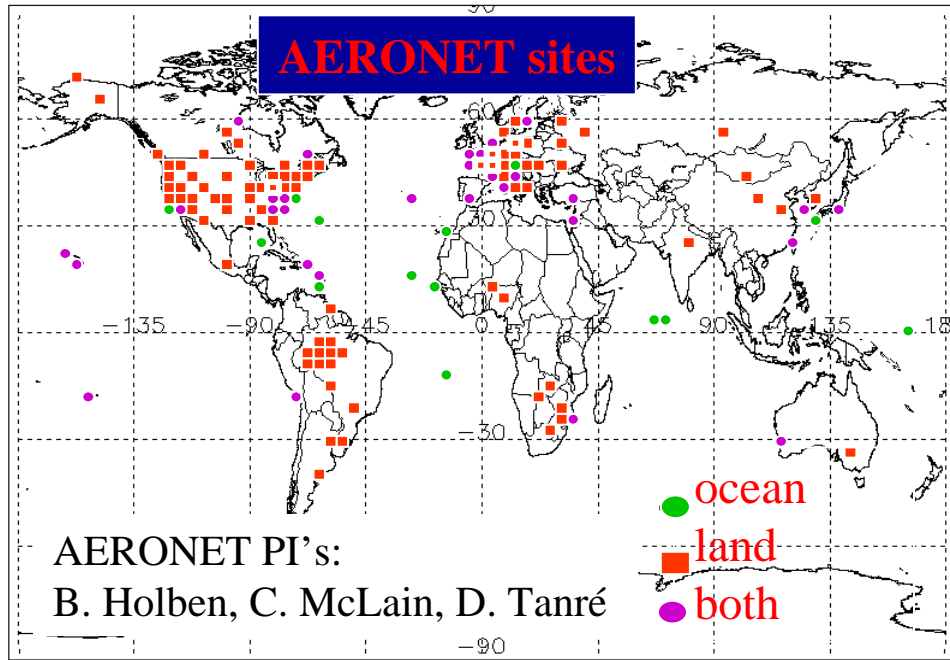 90
AERONET sites
60
30
-135
-90
-45
0
45
90
135
18
-30
ocean
land
both
AERONET PI’s:
B. Holben, C. McLain, D. Tanré
-90